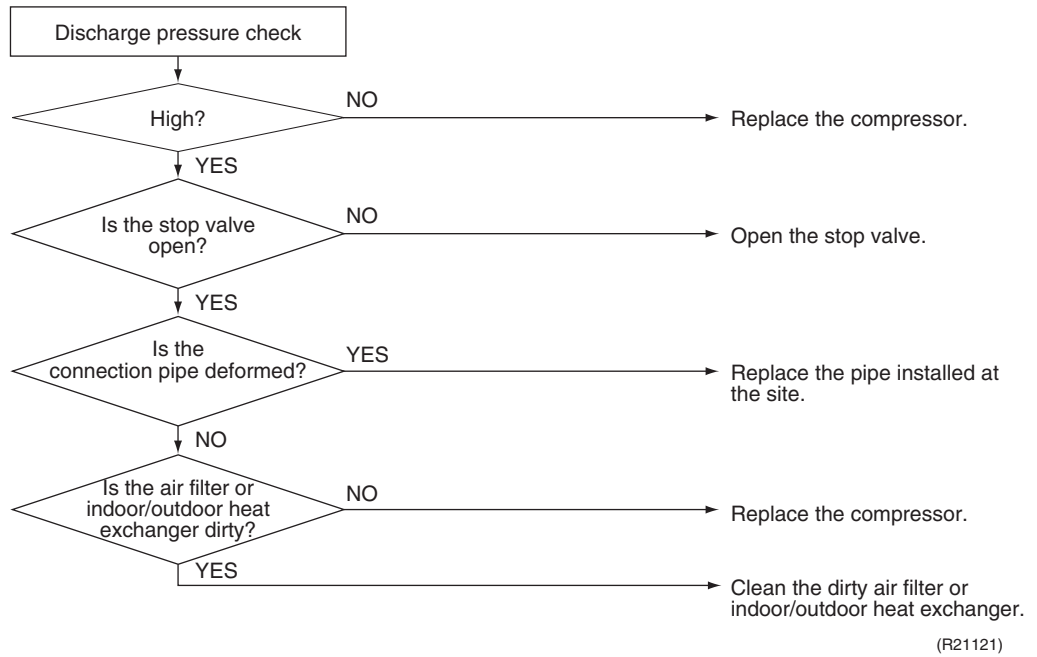 Discharge pressure check
High?
NO
Replace the compressor.
YES
Is the stop valve
open?
NO
Open the stop valve.
YES
Is the
connection pipe deformed?
YES
Replace the pipe installed at
the site.
NO
Is the air filter or
indoor/outdoor heat
exchanger dirty?
NO
Replace the compressor.
YES
Clean the dirty air filter or
indoor/outdoor heat exchanger.
(R21121)